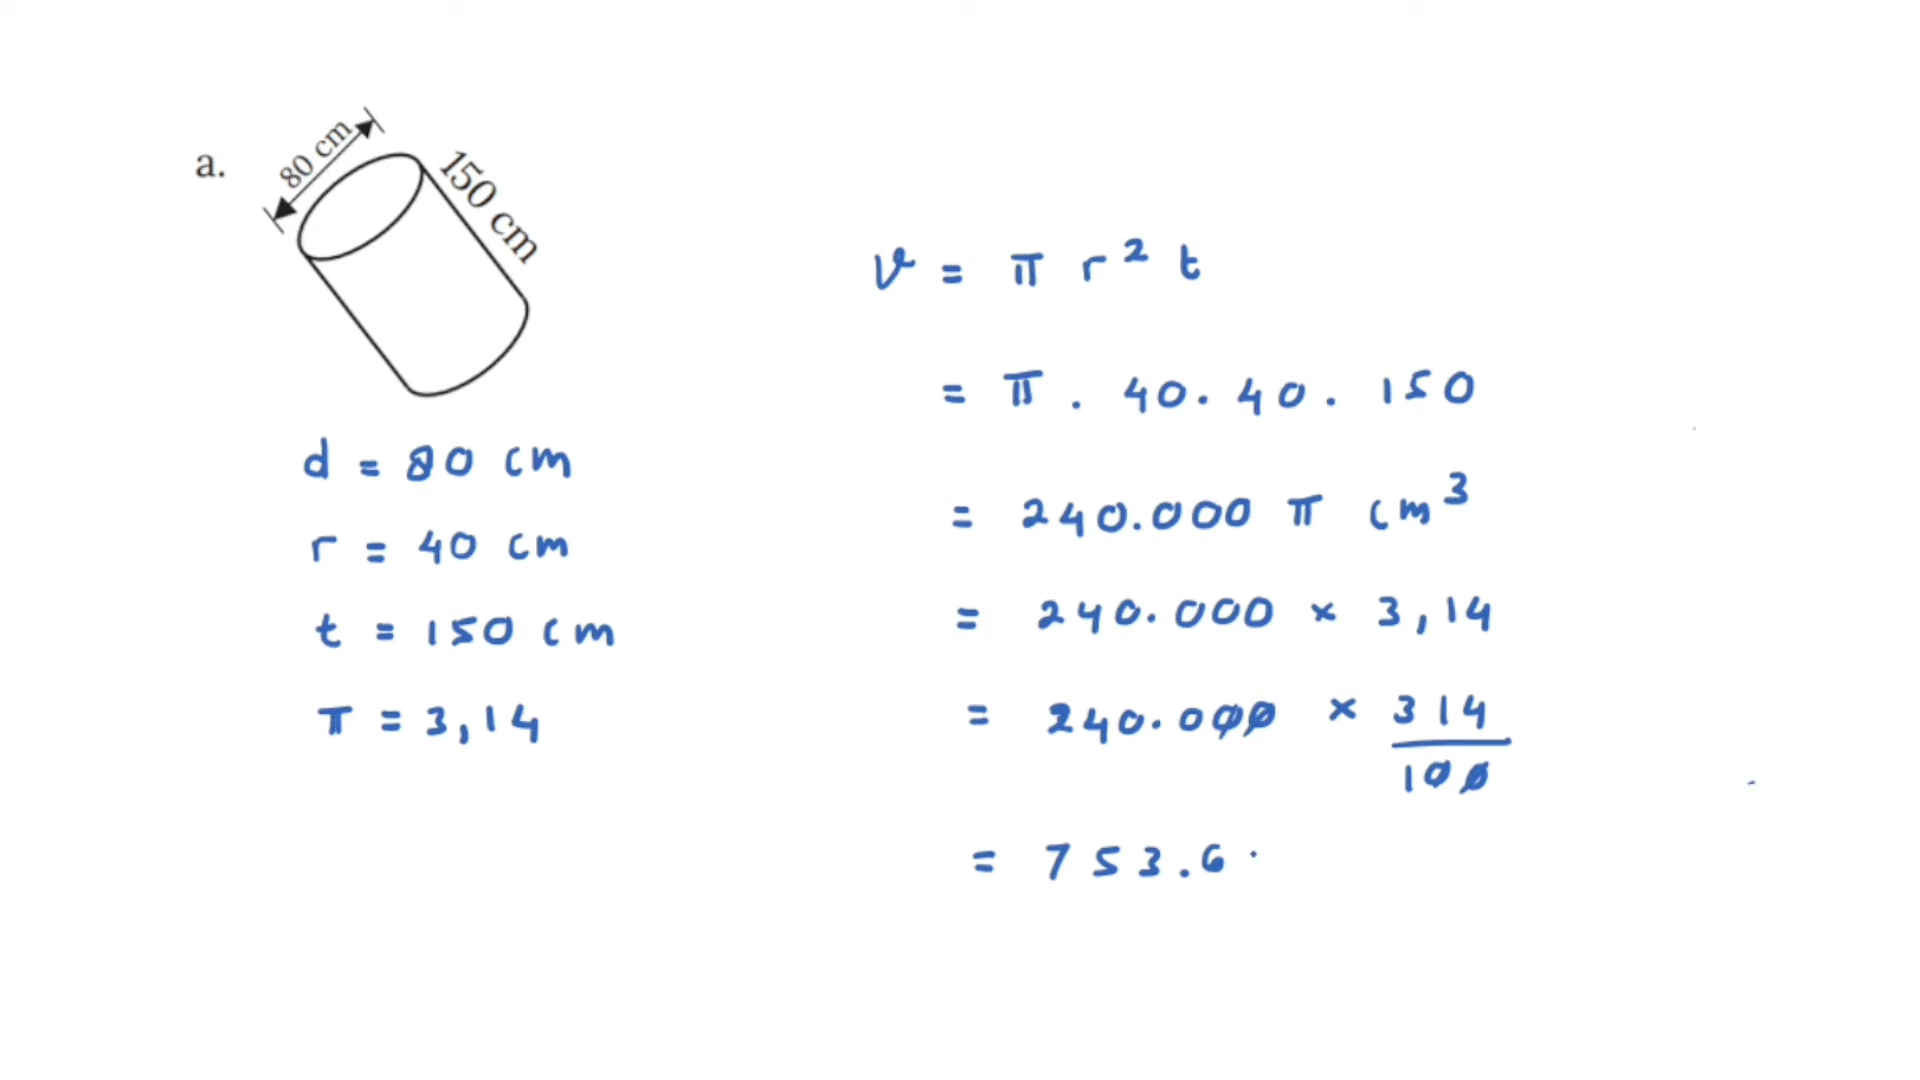 a.
80 cm
150 cm
d = 80 cm
r = 40 cm
t = 150 cm
π = 3,14
V = π r² t
= π . 40 . 40 . 150
= 240.000 π cm³
= 240.000 × 3,14
= 240.000 × 314
100
= 753.6